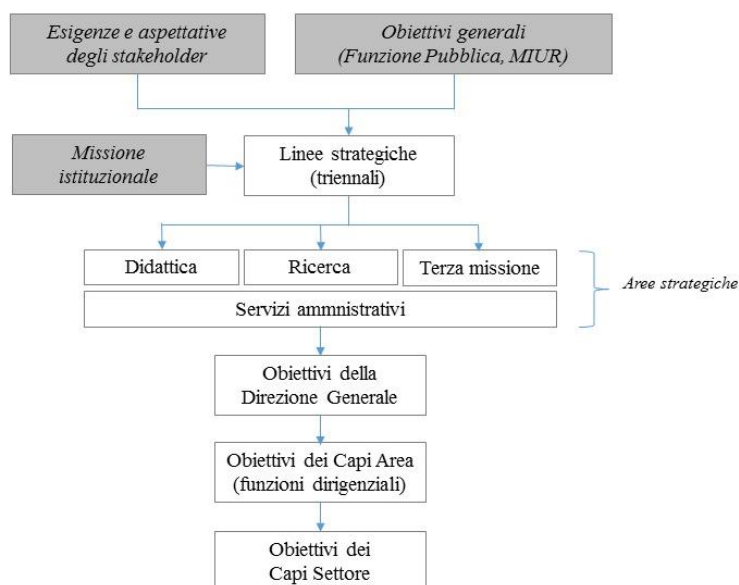 Esigenze e aspettative
degli stakeholder
Obiettivi generali
(Funzione Pubblica, MIUR)
Missione
istituzionale
Linee strategiche
(triennali)
Didattica
Ricerca
Terza missione
Aree strategiche
Servizi ammnistrativi
Obiettivi della
Direzione Generale
Obiettivi dei Capi Area
(funzioni dirigenziali)
Obiettivi dei
Capi Settore